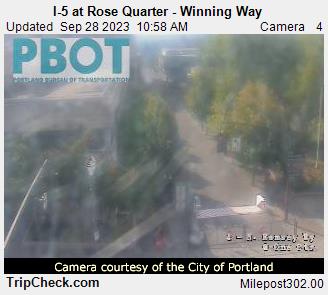 I-5 at Rose Quarter - Winning Way
Updated Sep 28 2023 10:58 AM Camera 4
PBOT
PORTLAND BUREAU OF TRANSPORTATION
Camera courtesy of the City of Portland
TripCheck.com Milepost302.00